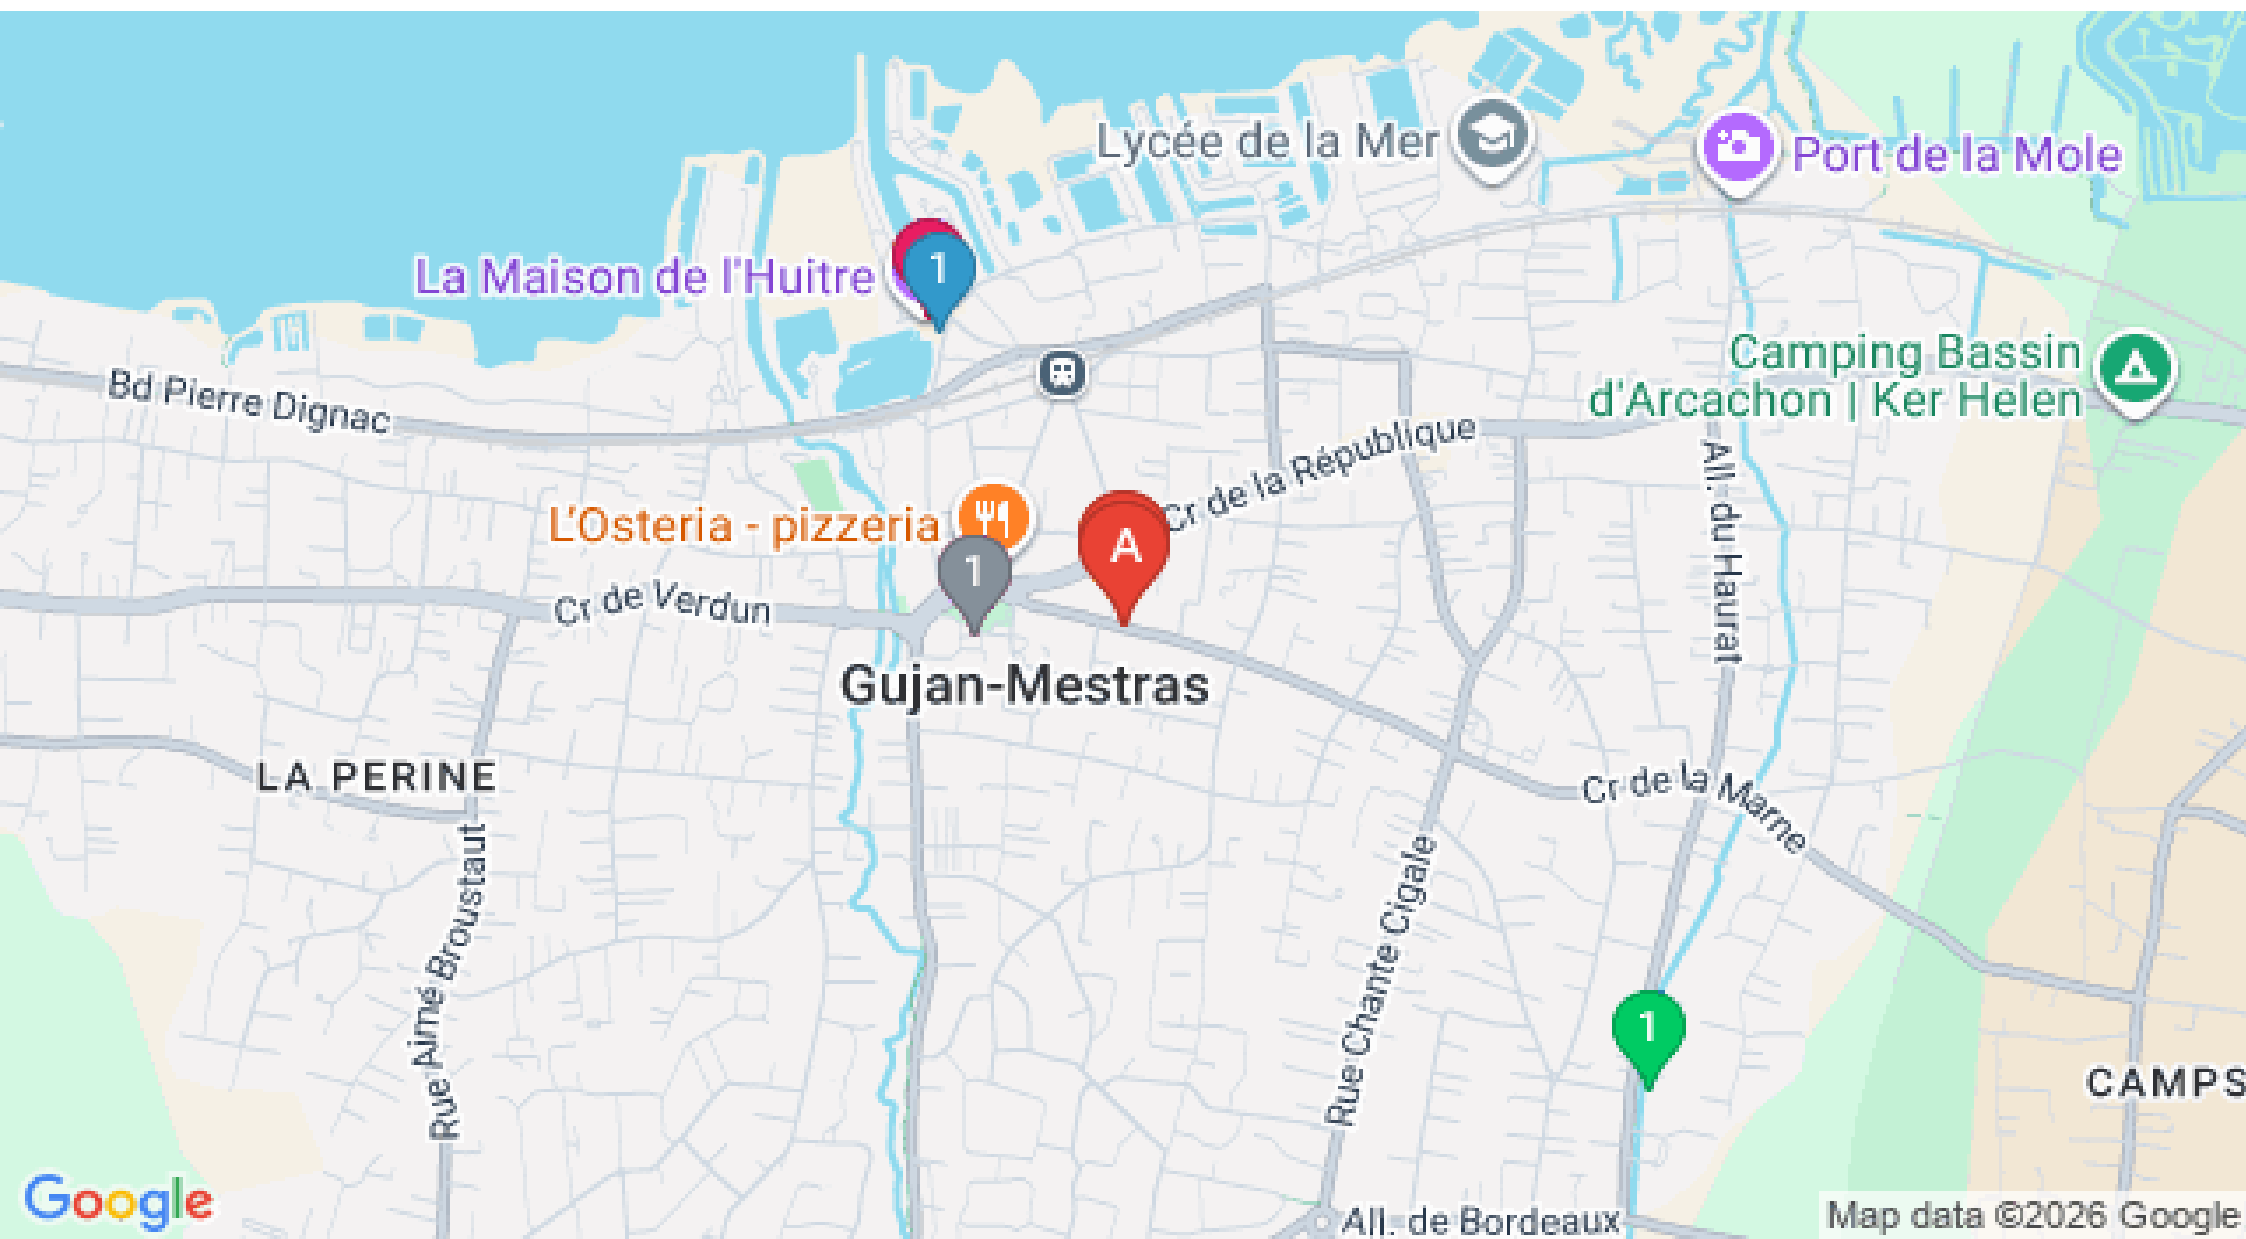 Lycée de la Mer
Port de la Mole
La Maison de l'Huitre
1
Bd Pierre Dignac
Camping Bassin
d'Arcachon | Ker Helen
Cr de la République
All. du Haurat
L'Osteria - pizzeria
A
1
Cr de Verdun
Gujan-Mestras
LA PERINE
Cr de la Marne
Rue Aimé Broustaut
Rue Chante Cigale
1
CAMPS
Google
All. de Bordeaux
Map data ©2026 Google